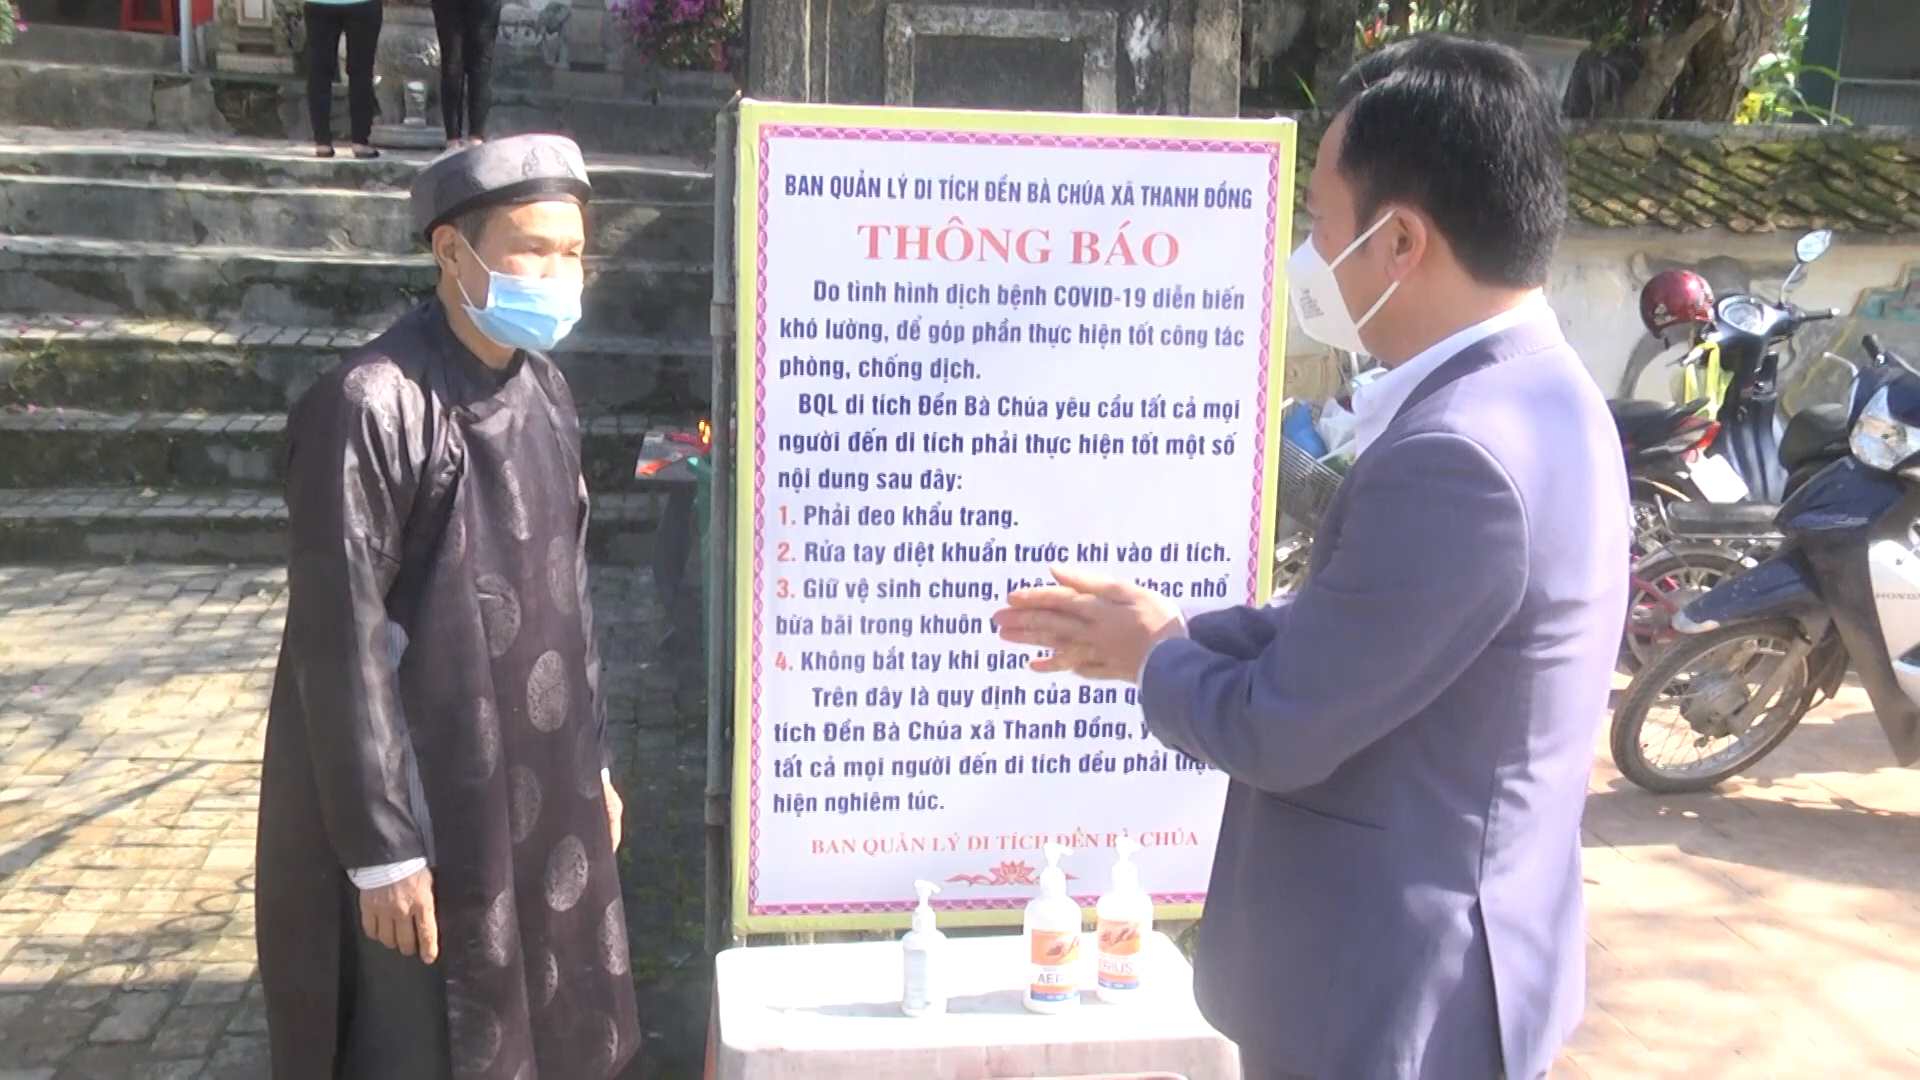 BAN QUẢN LÝ DI TÍCH ĐỀN BÀ CHÚA XÃ THANH ĐỒNG
THÔNG BÁO
Do tình hình dịch bệnh COVID-19 diễn biến
khó lường, để góp phần thực hiện tốt công tác
phòng, chống dịch.
BQL di tích Đền Bà Chúa yêu cầu tất cả mọi
người đến di tích phải thực hiện tốt một số
nội dung sau đây:
1. Phải đeo khẩu trang.
2. Rửa tay diệt khuẩn trước khi vào di tích.
3. Giữ vệ sinh chung, khạc nhổ
bừa bãi trong khuôn
4. Không bắt tay khi giao
Trên đây là quy định của Ban
tích Đền Bà Chúa xã Thanh Đồng,
tất cả mọi người đến di tích đều phải
hiện nghiêm túc.
BAN QUẢN LÝ DI TÍCH ĐỀN BÀ CHÚA
HONDA